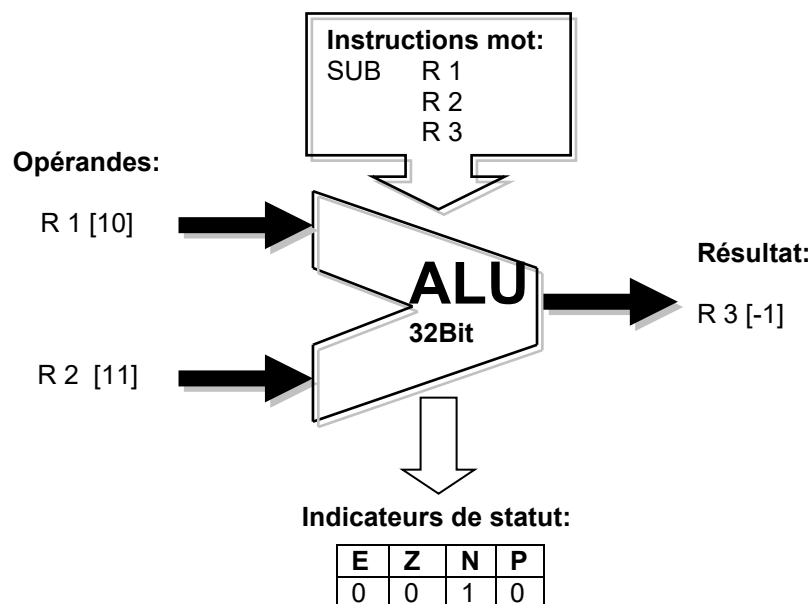 Instructions mot:
SUB R 1
R 2
R 3
Opérandes:
R 1 [10]
ALU
32Bit
Résultat:
R 3 [-1]
R 2 [11]
Indicateurs de statut:
E Z N P
0 0 1 0